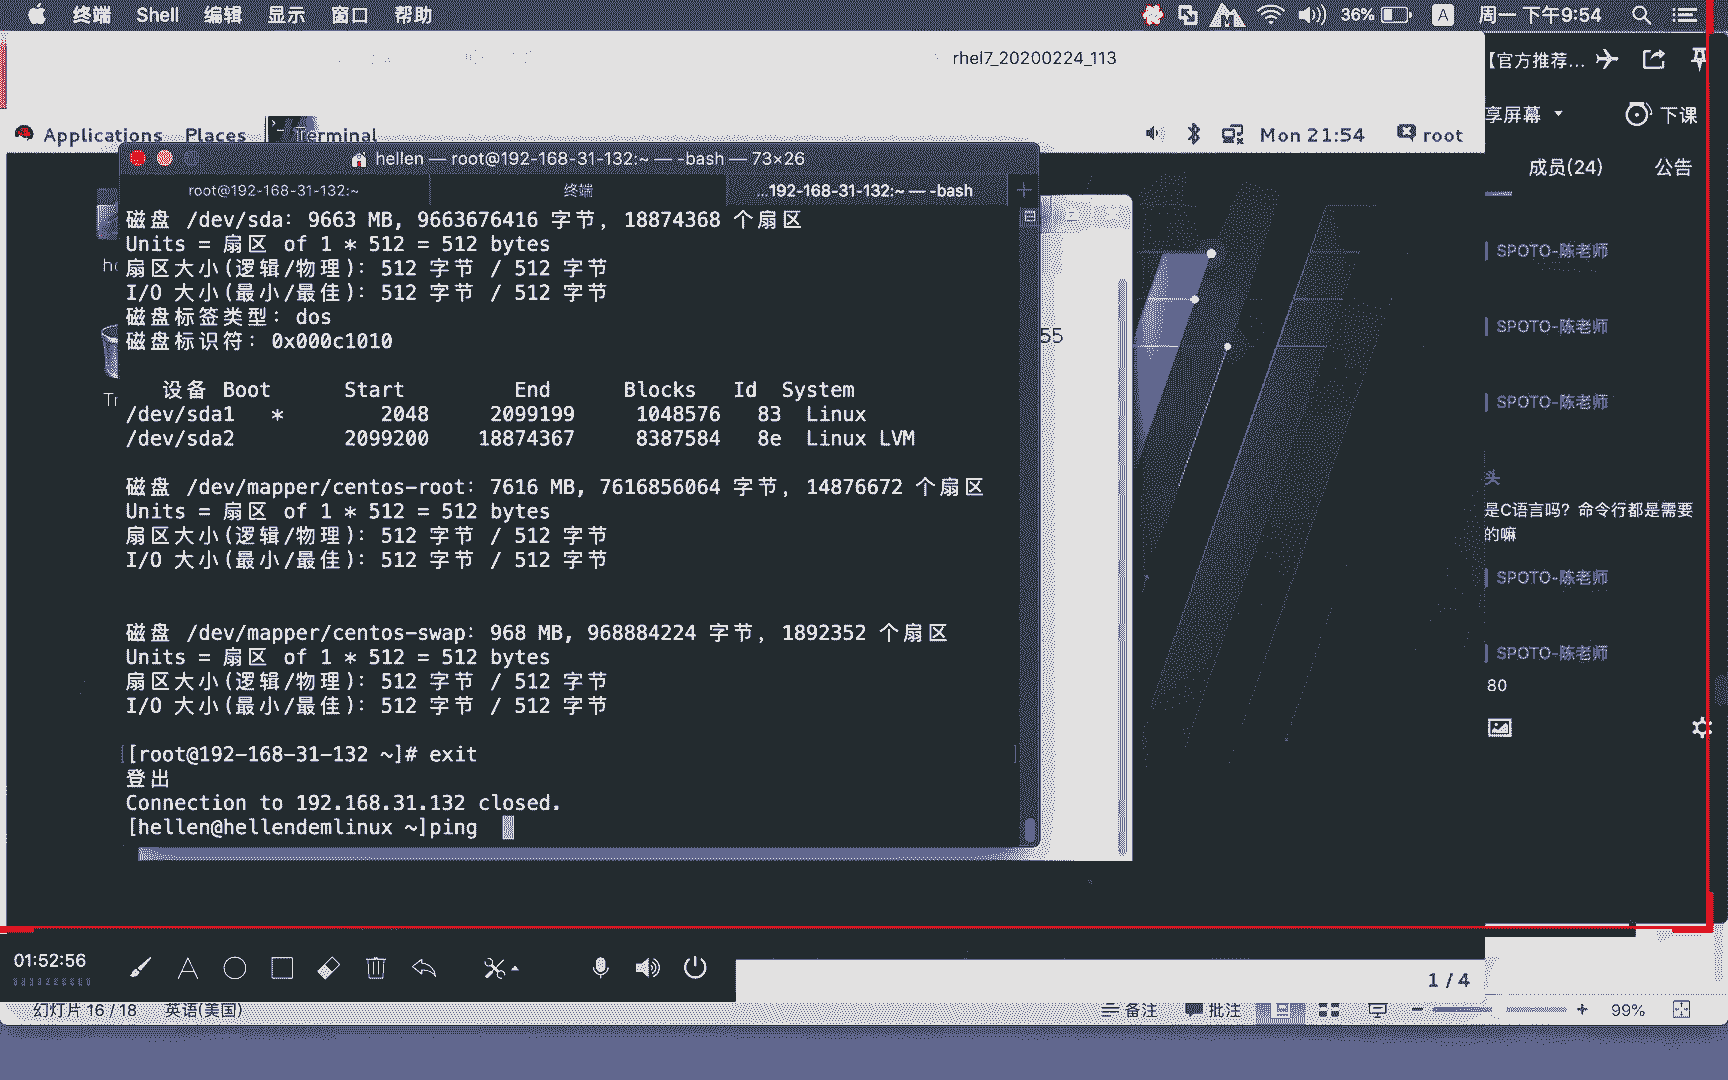 终端 Shell 编辑 显示 窗口 帮助
36% A 周一 下午9:54
rhel7_20200224_113
【官方推荐...
享屏幕 下课
Applications Places Terminal
Mon 21:54 root
成员(24) 公告
hellen — root@192-168-31-132:~ — -bash — 73×26
root@192-168-31-132:~ 终端 ...192-168-31-132:~ — -bash +
磁盘 /dev/sda：9663 MB, 9663676416 字节，18874368 个扇区
Units = 扇区 of 1 * 512 = 512 bytes
扇区大小(逻辑/物理)：512 字节 / 512 字节
I/O 大小(最小/最佳)：512 字节 / 512 字节
磁盘标签类型：dos
磁盘标识符：0x000c1010
设备 Boot Start End Blocks Id System
/dev/sda1 * 2048 2099199 1048576 83 Linux
/dev/sda2 2099200 18874367 8387584 8e Linux LVM
磁盘 /dev/mapper/centos-root：7616 MB, 7616856064 字节，14876672 个扇区
Units = 扇区 of 1 * 512 = 512 bytes
扇区大小(逻辑/物理)：512 字节 / 512 字节
I/O 大小(最小/最佳)：512 字节 / 512 字节
磁盘 /dev/mapper/centos-swap：968 MB, 968884224 字节，1892352 个扇区
Units = 扇区 of 1 * 512 = 512 bytes
扇区大小(逻辑/物理)：512 字节 / 512 字节
I/O 大小(最小/最佳)：512 字节 / 512 字节
[root@192-168-31-132 ~]# exit
登出
Connection to 192.168.31.132 closed.
[hellen@hellendemlinux ~]ping
55
SPOTO-陈老师
SPOTO-陈老师
SPOTO-陈老师
头
是C语言吗？命令行都是需要
的嘛
SPOTO-陈老师
SPOTO-陈老师
80
01:52:56
1 / 4
幻灯片 16 / 18 英语(美国)
备注 批注 99%